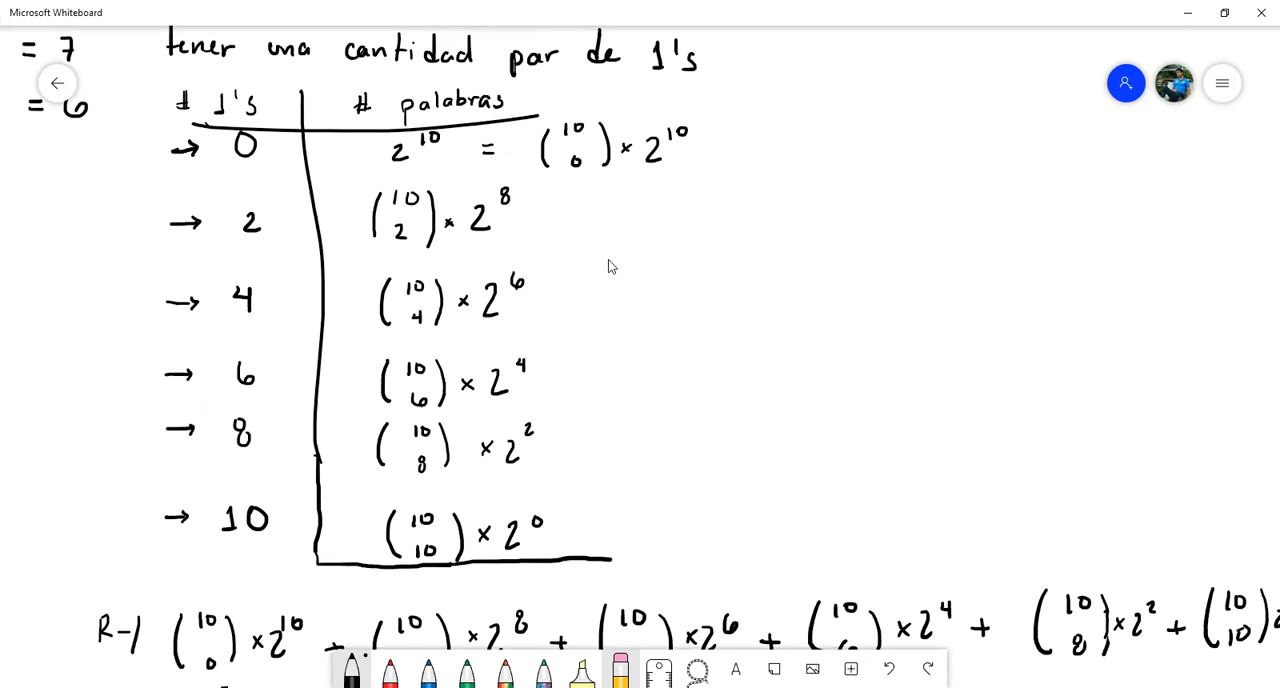 Microsoft Whiteboard
= 7 tener una cantidad par de 1's
= 6 # 1's # palabras
→ 0 2^10 = (10 0) × 2^10
→ 2 (10 2) × 2^8
→ 4 (10 4) × 2^6
→ 6 (10 6) × 2^4
→ 8 (10 8) × 2^2
→ 10 (10 10) × 2^0
R-/ (10 0) × 2^10 + (10 × 2^8 + (10 × 2^6 + (10 6) × 2^4 + (10 8) × 2^2 + (10 10)